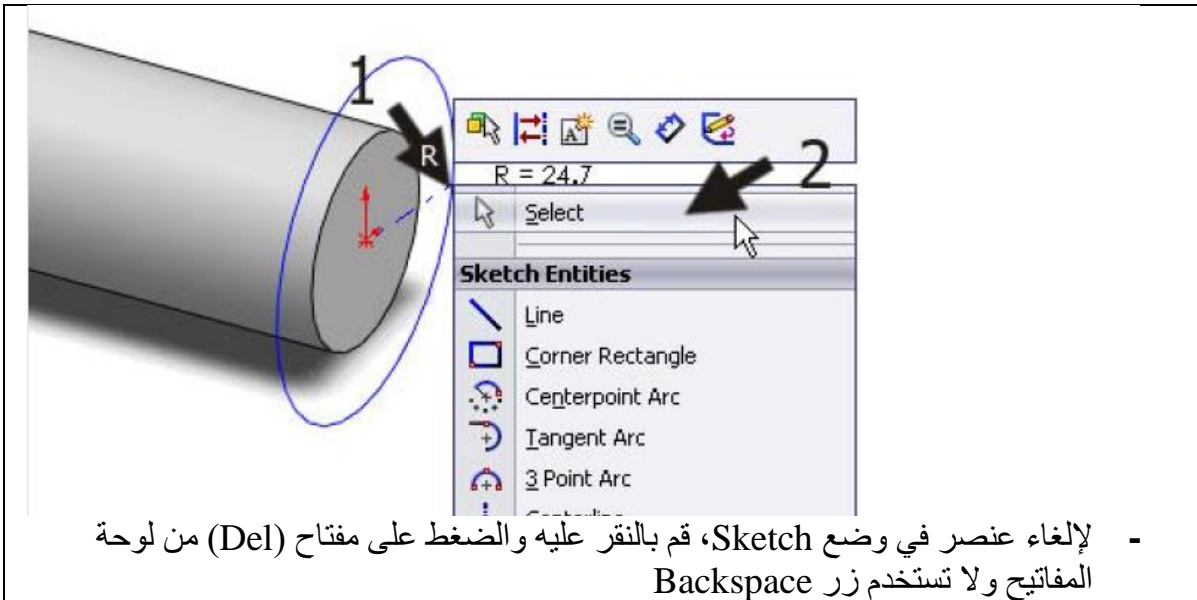 1
R
2
R = 24.7
Select
Sketch Entities
Line
Corner Rectangle
Centerpoint Arc
Tangent Arc
3 Point Arc
- لإلغاء عنصر في وضع Sketch، قم بالنقر عليه والضغط على مفتاح (Del) من لوحة
المفاتيح ولا تستخدم زر Backspace